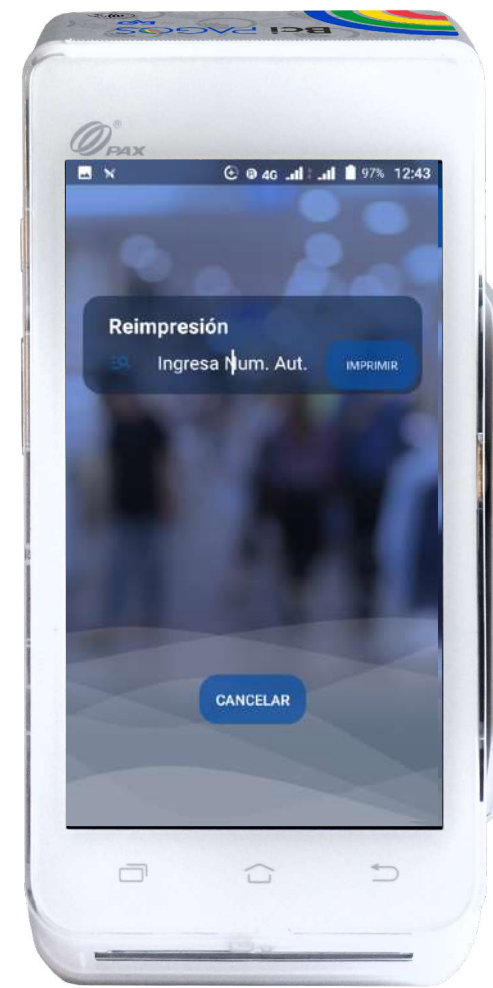 Bci PAGOS
PAX
4G 97% 12:43
Reimpresión
Ingresa Num. Aut.
IMPRIMIR
CANCELAR